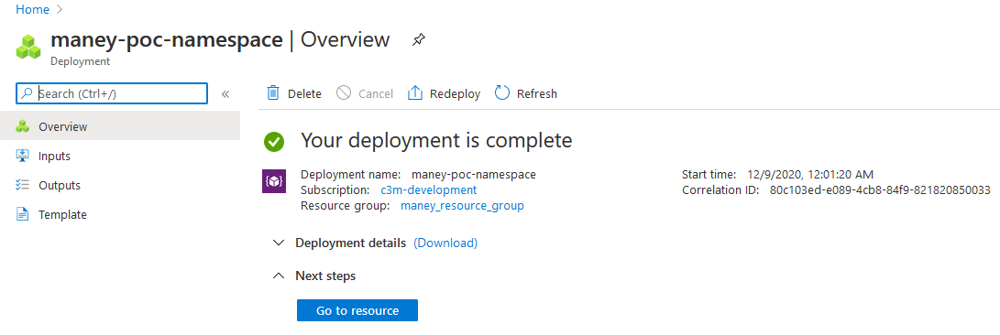 Home
maney-poc-namespace | Overview
Deployment
Search (Ctrl+/)
«
Delete
Cancel
Redeploy
Refresh
Overview
Inputs
Outputs
Template
Your deployment is complete
Deployment name: maney-poc-namespace
Subscription: c3m-development
Resource group: maney_resource_group
Start time: 12/9/2020, 12:01:20 AM
Correlation ID: 80c103ed-e089-4cb8-84f9-821820850033
Deployment details (Download)
Next steps
Go to resource